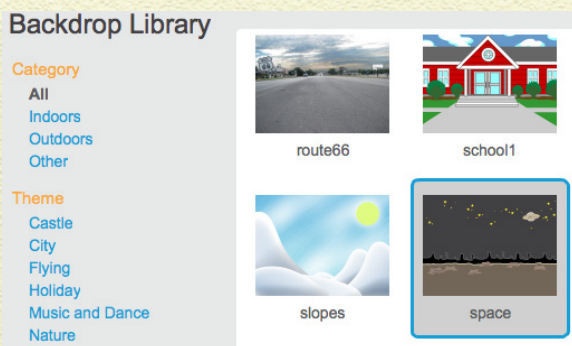 Backdrop Library
Category
All
Indoors
Outdoors
Other
Theme
Castle
City
Flying
Holiday
Music and Dance
Nature
route66
school1
slopes
space